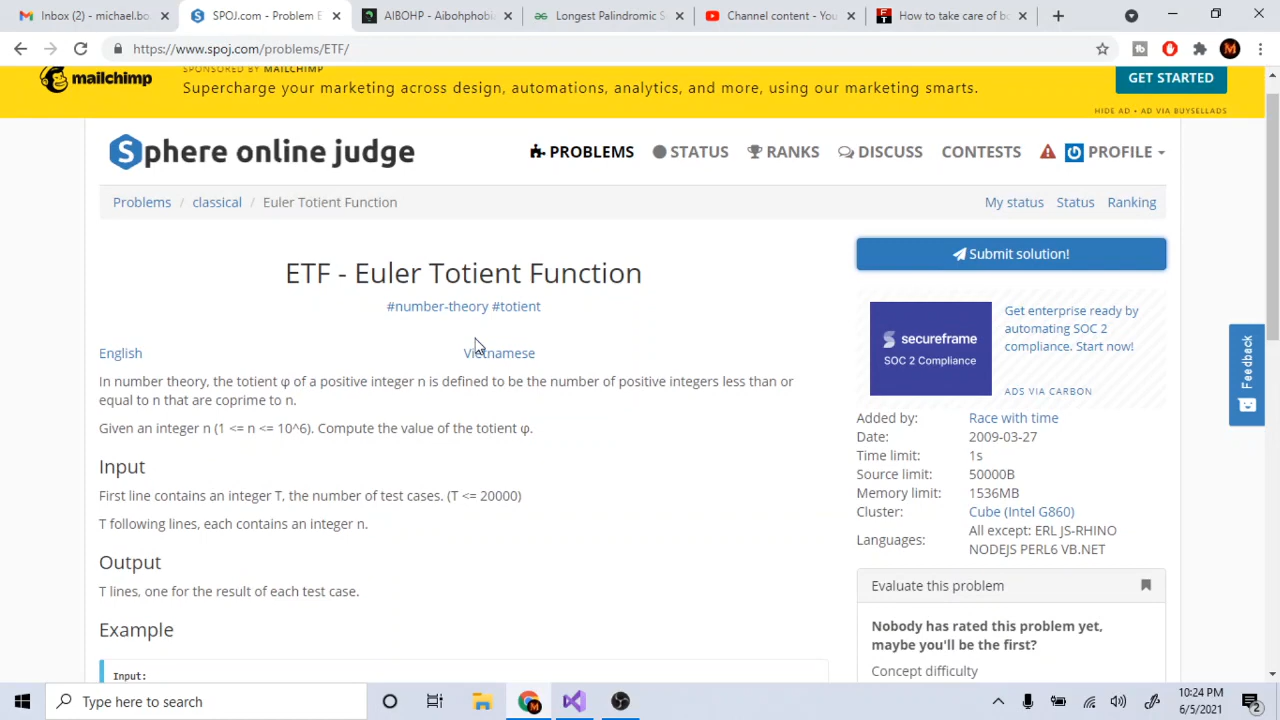 Inbox (2) - michael.bo
SPOJ.com - Problem E
AIBOHP - Aibohphobi
Longest Palindromic S
Channel content - You
How to take care of bo
https://www.spoj.com/problems/ETF/
mailchimp
SPONSORED BY MAILCHIMP
Supercharge your marketing across design, automations, analytics, and more, using our marketing smarts.
GET STARTED
HIDE AD • AD VIA BUYSELLADS
Sphere online judge
PROBLEMS
STATUS
RANKS
DISCUSS
CONTESTS
PROFILE
Problems / classical / Euler Totient Function
My status
Status
Ranking
ETF - Euler Totient Function
#number-theory #totient
English
Vietnamese
In number theory, the totient φ of a positive integer n is defined to be the number of positive integers less than or
equal to n that are coprime to n.
Given an integer n (1 <= n <= 10^6). Compute the value of the totient φ.
Input
First line contains an integer T, the number of test cases. (T <= 20000)
T following lines, each contains an integer n.
Output
T lines, one for the result of each test case.
Example
Input:
Submit solution!
secureframe
SOC 2 Compliance
Get enterprise ready by
automating SOC 2
compliance. Start now!
ADS VIA CARBON
Added by: Race with time
Date: 2009-03-27
Time limit: 1s
Source limit: 50000B
Memory limit: 1536MB
Cluster: Cube (Intel G860)
Languages: All except: ERL JS-RHINO
NODEJS PERL6 VB.NET
Evaluate this problem
Nobody has rated this problem yet,
maybe you'll be the first?
Concept difficulty
Feedback
Type here to search
10:24 PM
6/5/2021
2